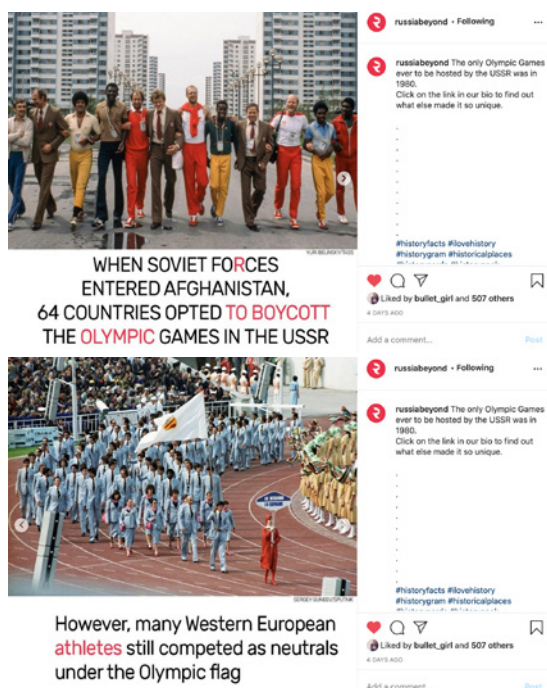 russiabeyond • Following
russiabeyond The only Olympic Games
ever to be hosted by the USSR was in
1980.
Click on the link in our bio to find out
what else made it so unique.
.
.
.
.
.
.
.
.
.
.
.
#historyfacts #ilovehistory
#historygram #historicalplaces
YURI BELINSKY/TASS
WHEN SOVIET FORCES
ENTERED AFGHANISTAN,
64 COUNTRIES OPTED TO BOYCOTT
THE OLYMPIC GAMES IN THE USSR
Liked by bullet_girl and 507 others
4 DAYS AGO
Add a comment...
Post
russiabeyond • Following
russiabeyond The only Olympic Games
ever to be hosted by the USSR was in
1980.
Click on the link in our bio to find out
what else made it so unique.
.
.
.
.
.
.
.
.
.
.
.
#historyfacts #ilovehistory
#historygram #historicalplaces
SERGEY GUNEEV/SPUTNIK
However, many Western European
athletes still competed as neutrals
under the Olympic flag
Liked by bullet_girl and 507 others
4 DAYS AGO
Add a comment
Post